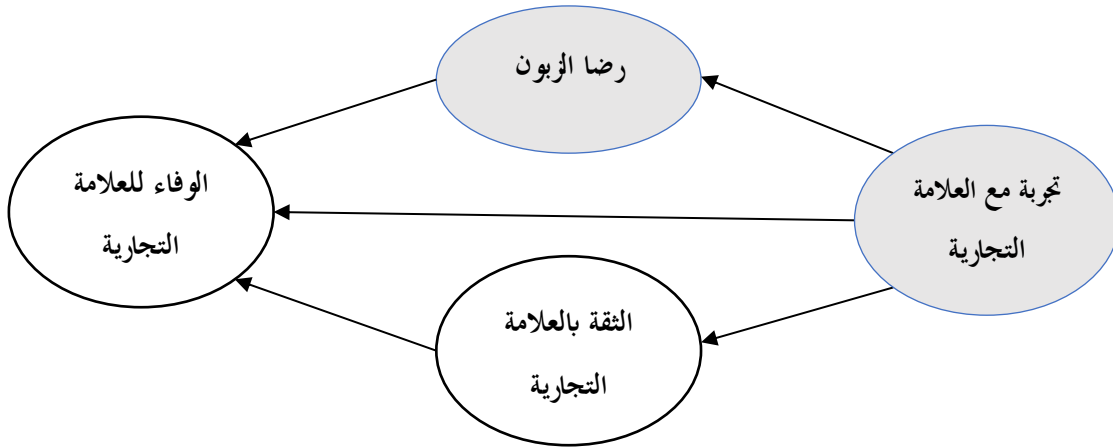 رضا الزبون
تجربة مع العلامة
التجارية
الوفاء للعلامة
التجارية
الثقة بالعلامة
التجارية